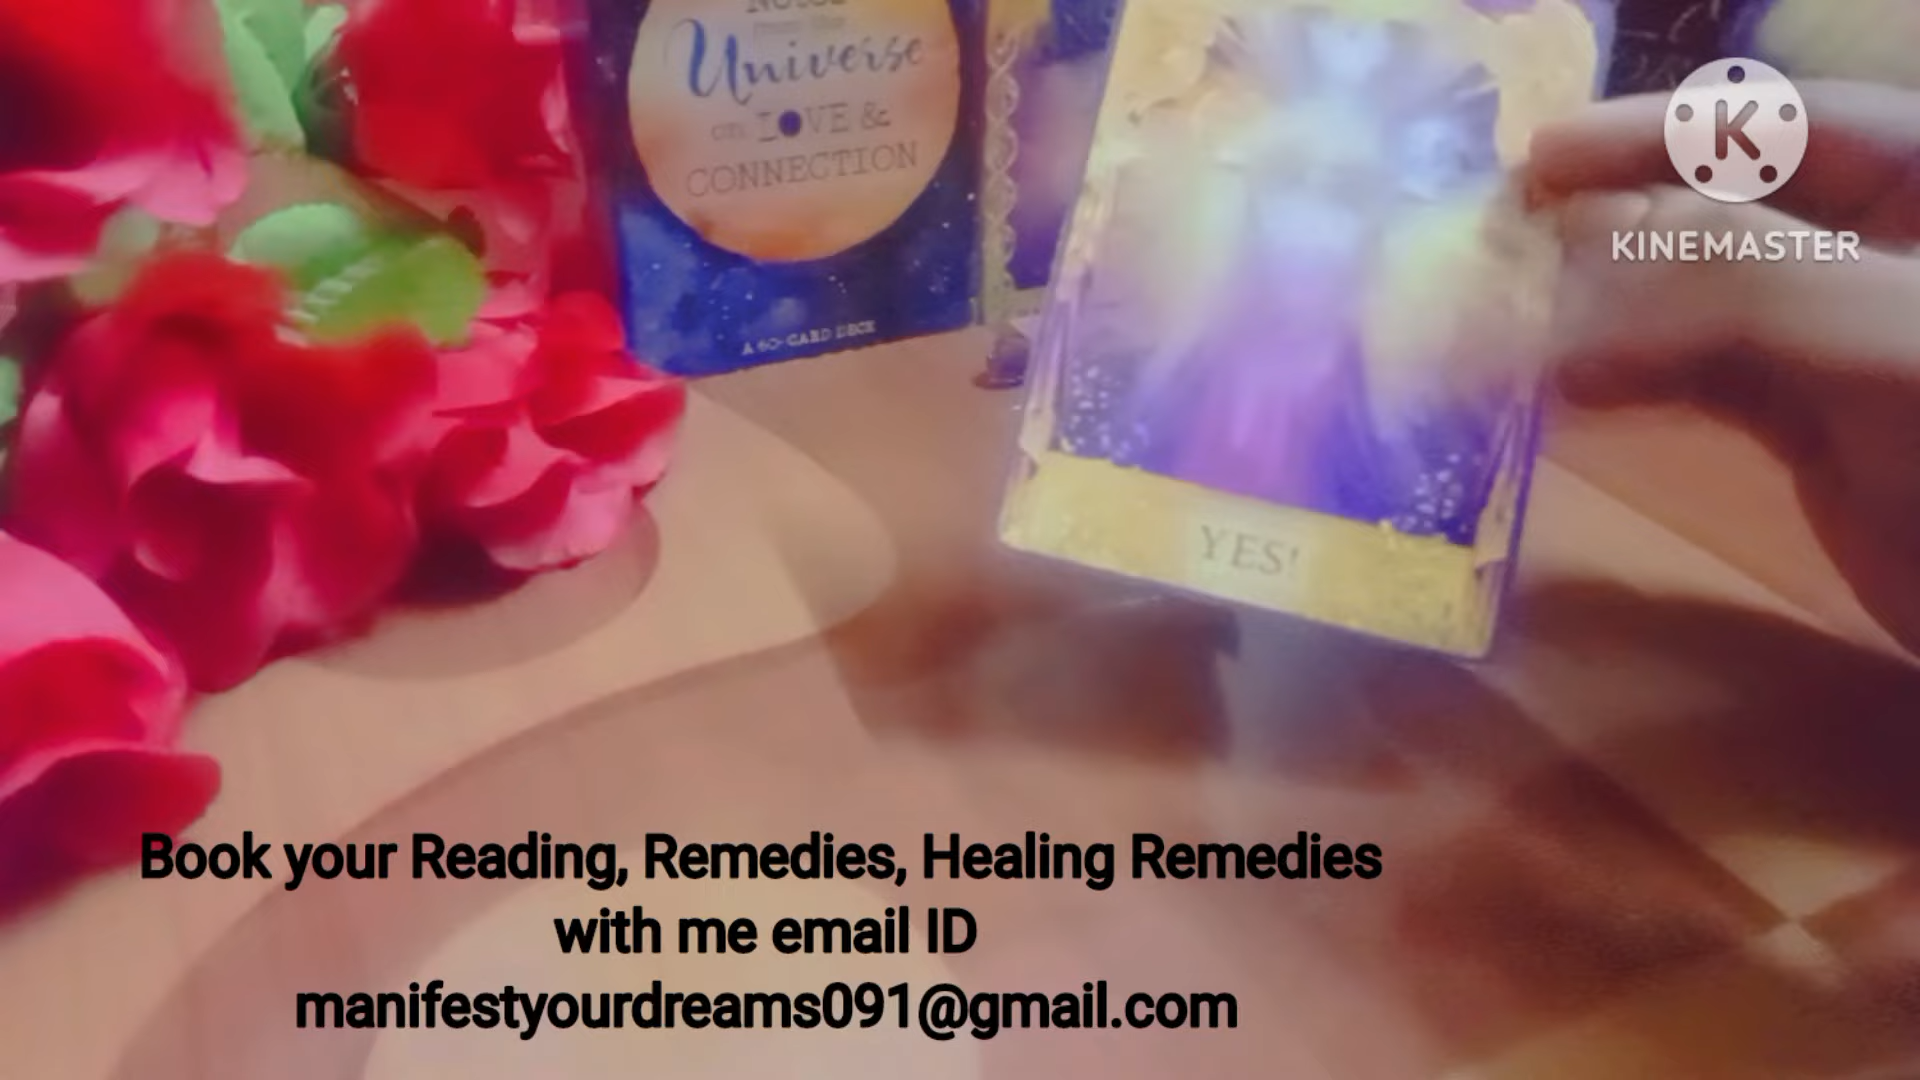 Universe
on LOVE &
CONNECTION
A 60-CARD DECK
YES!
K
KINEMASTER
Book your Reading, Remedies, Healing Remedies
with me email ID
manifestyourdreams091@gmail.com